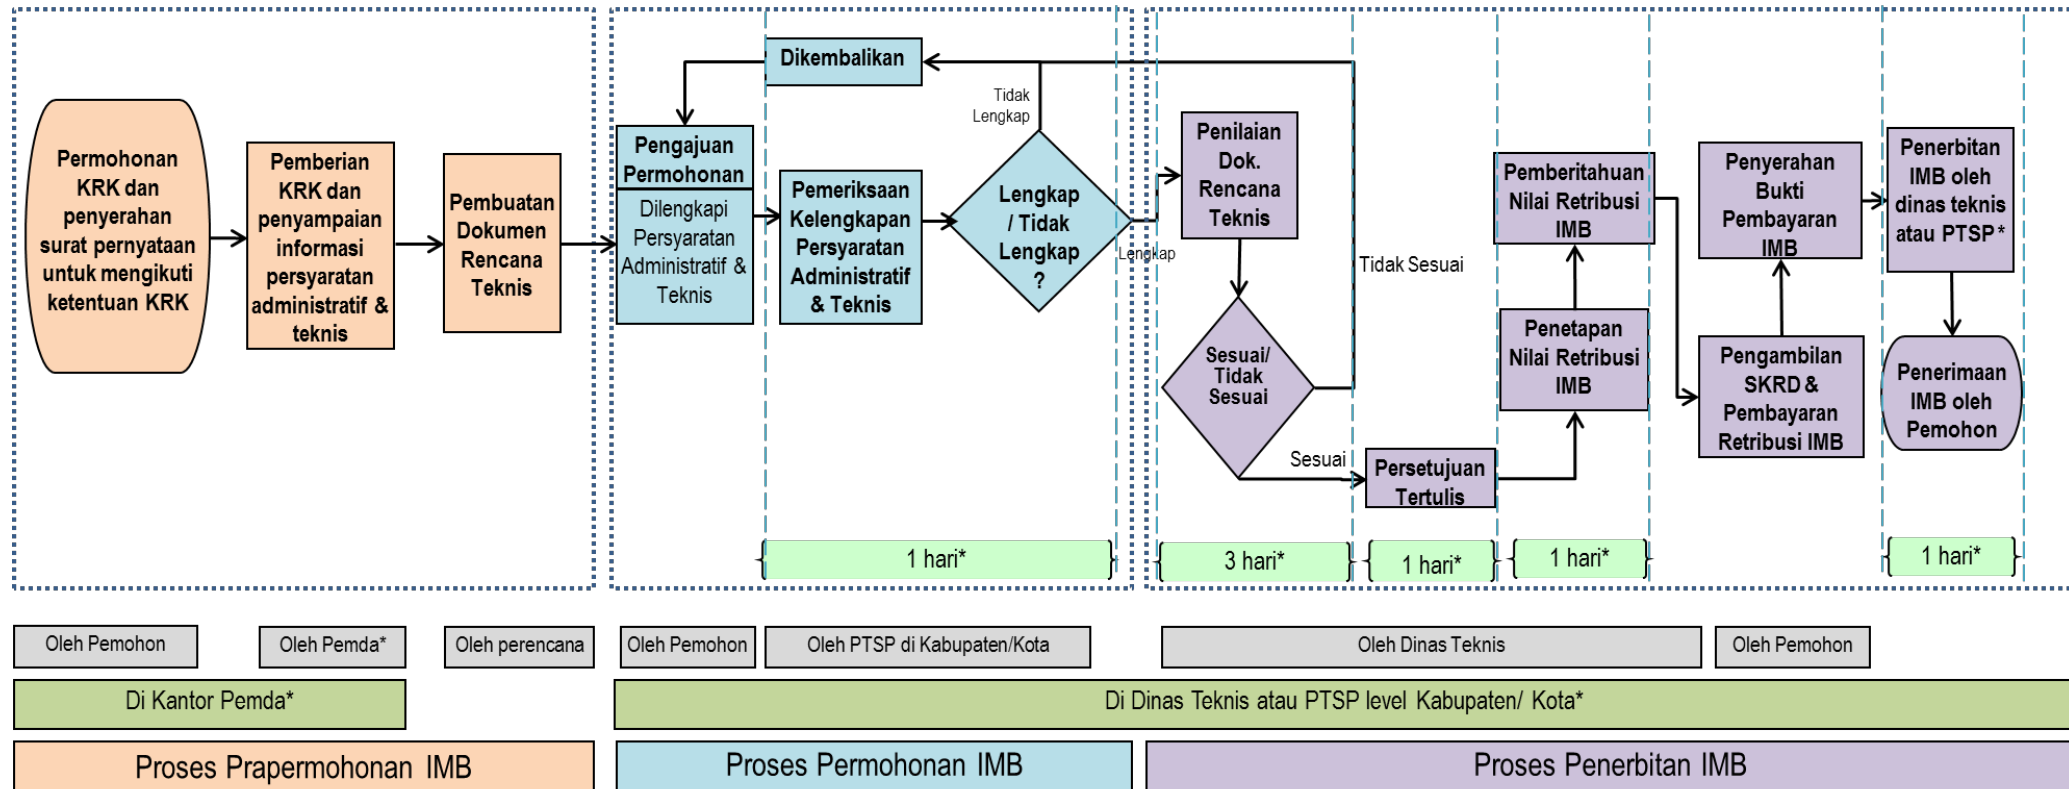 Permohonan
KRK dan
penyerahan
surat pernyataan
untuk mengikuti
ketentuan KRK
Pemberian
KRK dan
penyampaian
informasi
persyaratan
administratif &
teknis
Pembuatan
Dokumen
Rencana
Teknis
Dikembalikan
Pengajuan
Permohonan
Dilengkapi
Persyaratan
Administratif &
Teknis
Pemeriksaan
Kelengkapan
Persyaratan
Administratif
& Teknis
Tidak
Lengkap
Lengkap
/ Tidak
Lengkap
?
Lengkap
Penilaian
Dok.
Rencana
Teknis
Sesuai/
Tidak
Sesuai
Tidak Sesuai
Sesuai
Persetujuan
Tertulis
Pemberitahuan
Nilai Retribusi
IMB
Penetapan
Nilai Retribusi
IMB
Penyerahan
Bukti
Pembayaran
IMB
Pengambilan
SKRD &
Pembayaran
Retribusi IMB
Penerbitan
IMB oleh
dinas teknis
atau PTSP*
Penerimaan
IMB oleh
Pemohon
1 hari*
3 hari*
1 hari*
1 hari*
1 hari*
Oleh Pemohon
Oleh Pemda*
Oleh perencana
Oleh Pemohon
Oleh PTSP di Kabupaten/Kota
Oleh Dinas Teknis
Oleh Pemohon
Di Kantor Pemda*
Di Dinas Teknis atau PTSP level Kabupaten/ Kota*
Proses Prapermohonan IMB
Proses Permohonan IMB
Proses Penerbitan IMB